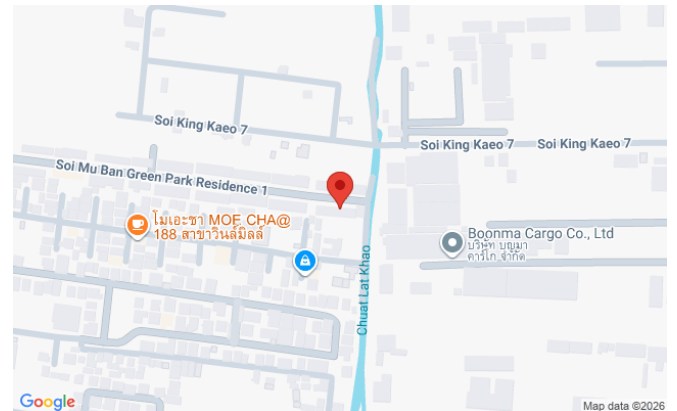 Soi King Kaeo 7
Soi King Kaeo 7
Soi King Kaeo 7
Soi Mu Ban Green Park Residence 1
โมเอะชา MOE CHA@
188 สาขาวินล์มิลล์
Boonma Cargo Co., Ltd
บริษัท บุญมา
คาร์โก้ จำกัด
Chuat Lat Khao
Google
Map data ©2026